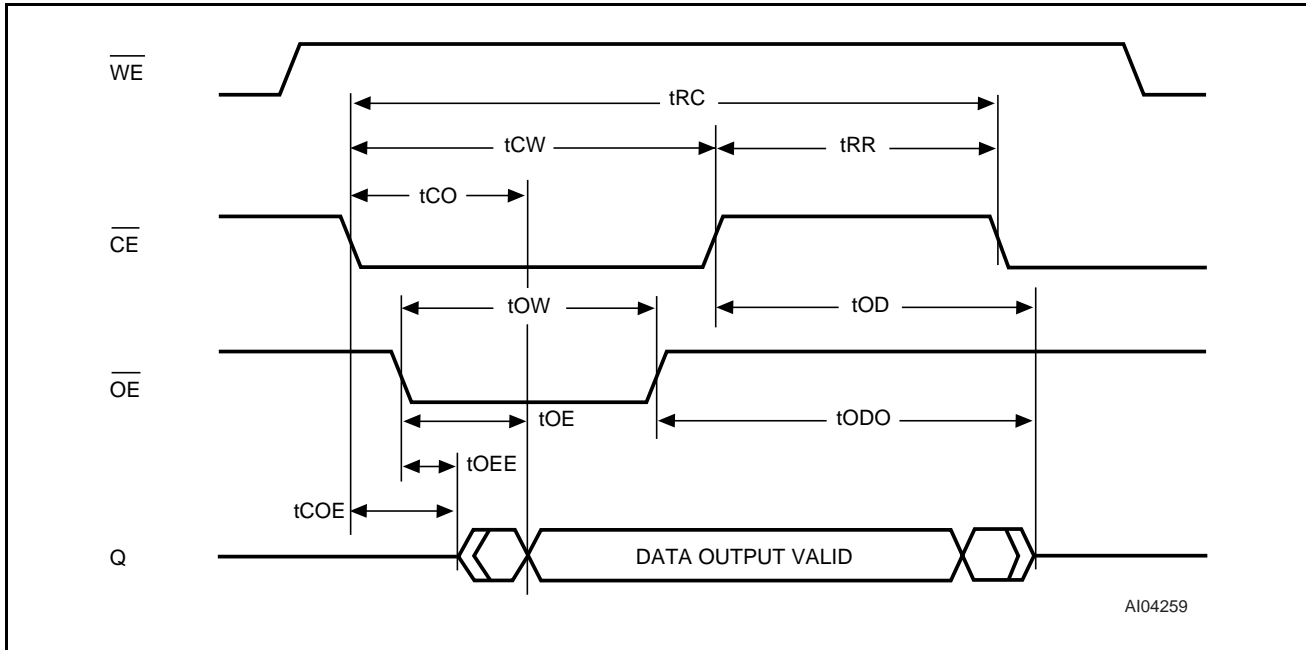 WE
tRC
tCW
tRR
tCO
CE
tOW
tOD
OE
tOE
tODO
tOEE
tCOE
Q
DATA OUTPUT VALID
AI04259